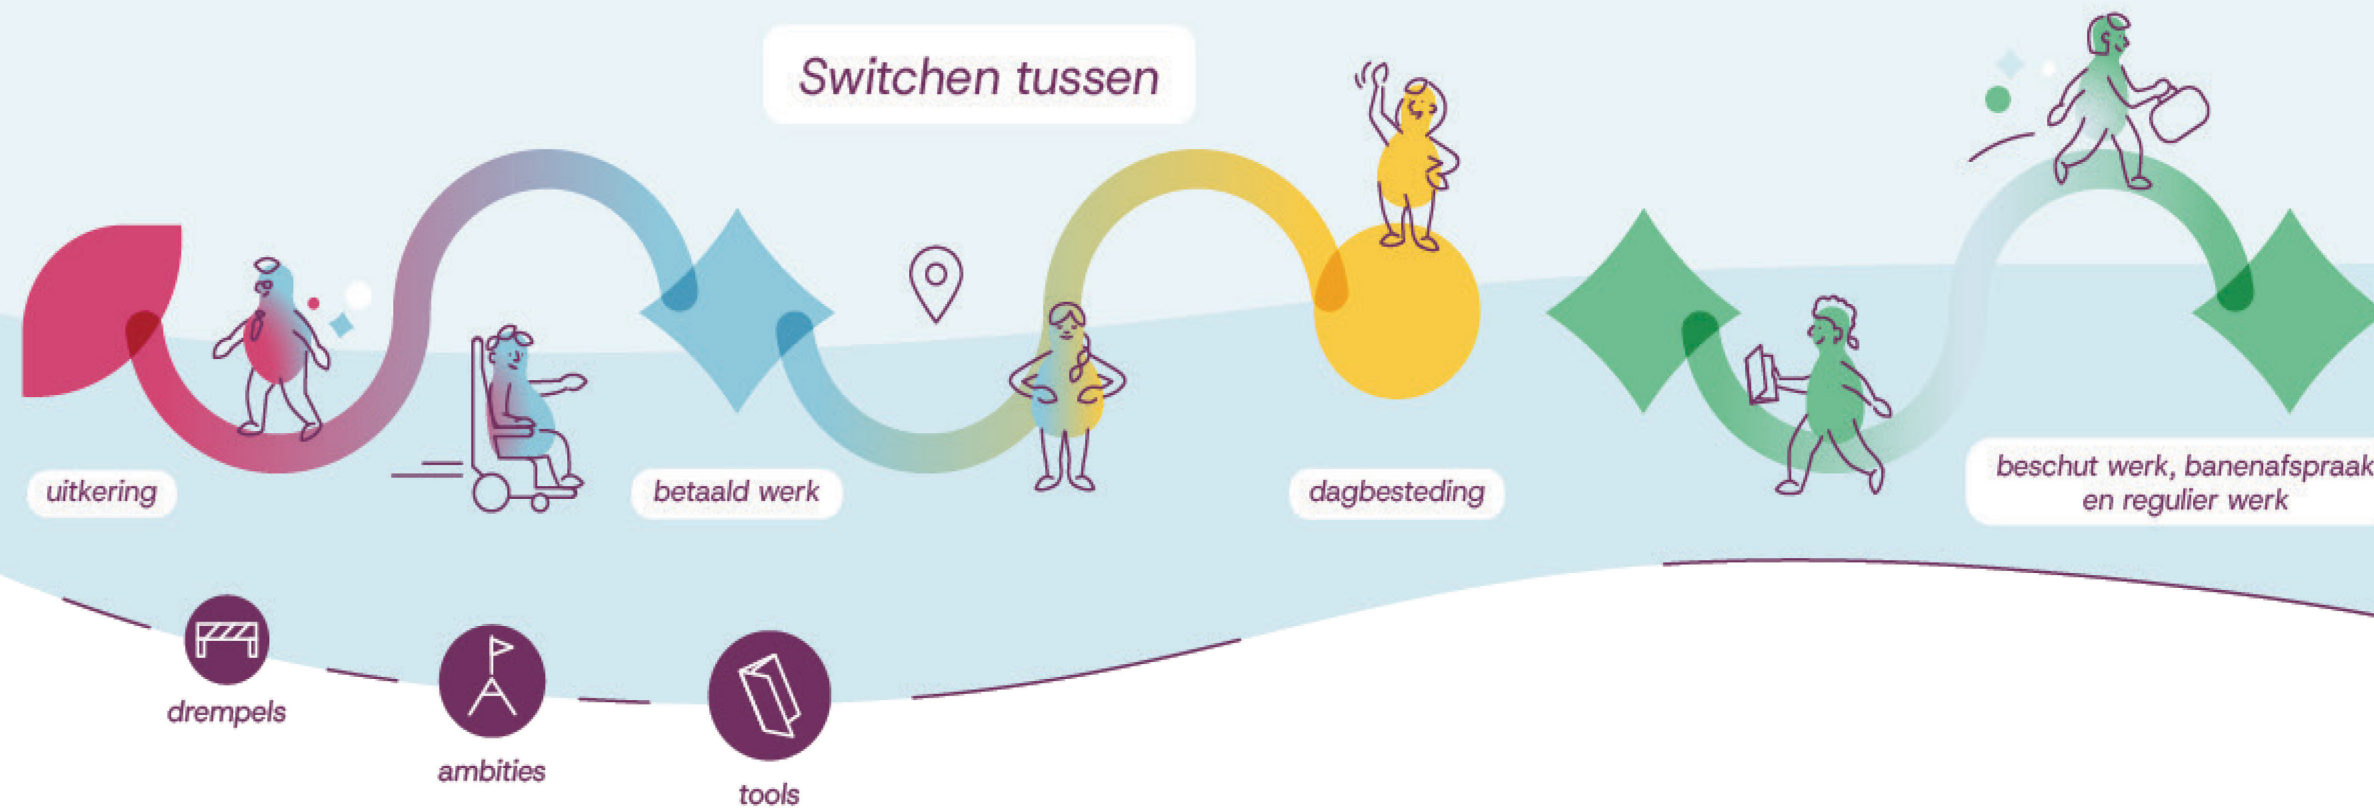 Switchen tussen
uitkering
betaald werk
dagbesteding
beschut werk, banenafspraak
en regulier werk
drempels
ambities
tools